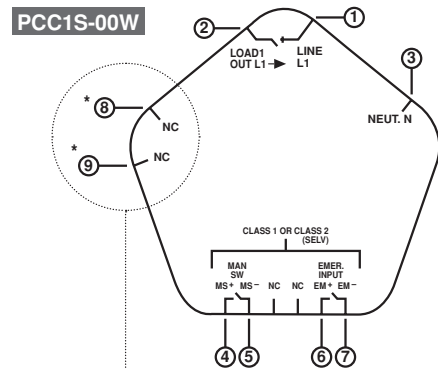 PCC1S-00W
2
1
LOAD1
OUT L1
LINE
L1
3
NEUT. N
* 8
NC
* 9
NC
CLASS 1 OR CLASS 2
(SELV)
MAN
SW
EMER.
INPUT
MS+ MS- NC NC EM+ EM-
4 5 6 7